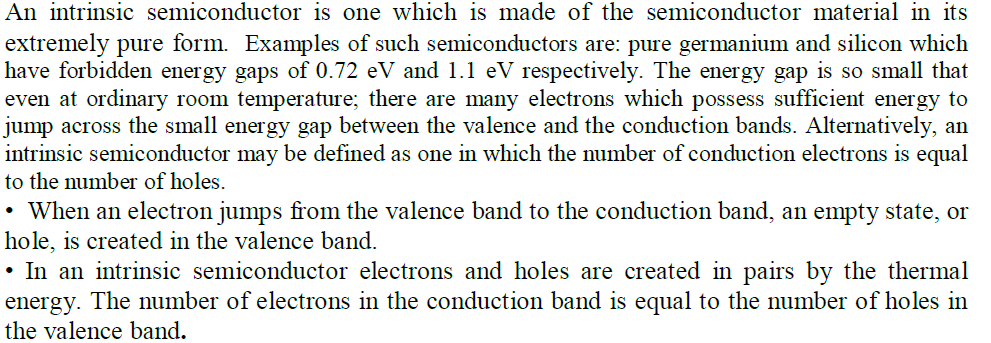 An intrinsic semiconductor is one which is made of the semiconductor material in its
extremely pure form. Examples of such semiconductors are: pure germanium and silicon which
have forbidden energy gaps of 0.72 eV and 1.1 eV respectively. The energy gap is so small that
even at ordinary room temperature; there are many electrons which possess sufficient energy to
jump across the small energy gap between the valence and the conduction bands. Alternatively, an
intrinsic semiconductor may be defined as one in which the number of conduction electrons is equal
to the number of holes.
• When an electron jumps from the valence band to the conduction band, an empty state, or
hole, is created in the valence band.
• In an intrinsic semiconductor electrons and holes are created in pairs by the thermal
energy. The number of electrons in the conduction band is equal to the number of holes in
the valence band.